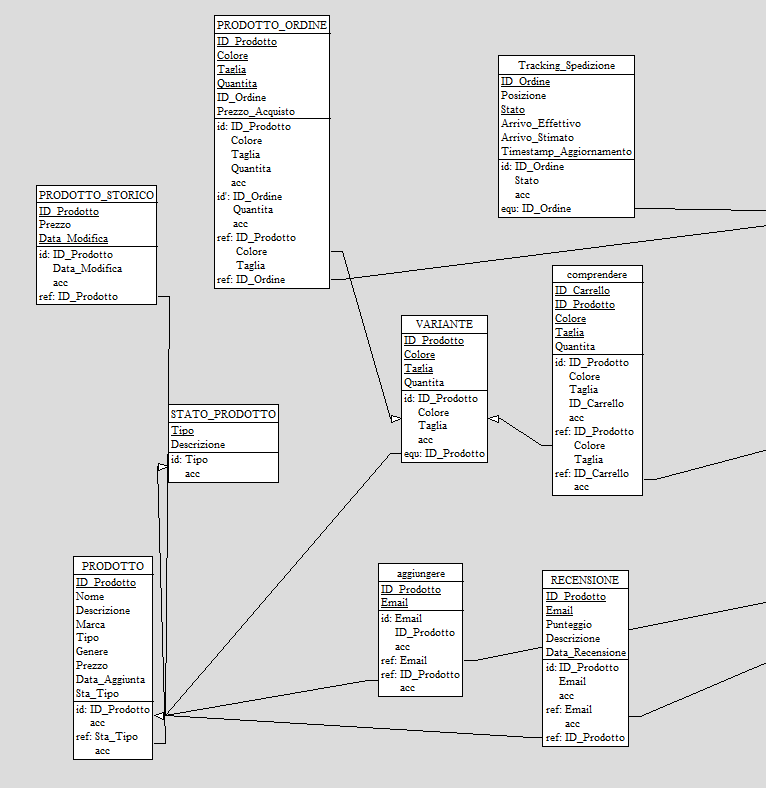 PRODOTTO_ORDINE
ID_Prodotto
Colore
Taglia
Quantita
ID_Ordine
Prezzo_Acquisto
id: ID_Prodotto
Colore
Taglia
Quantita
acc
id': ID_Ordine
Quantita
acc
ref: ID_Prodotto
Colore
Taglia
ref: ID_Ordine
Tracking_Spedizione
ID_Ordine
Posizione
Stato
Arrivo_Effettivo
Arrivo_Stimato
Timestamp_Aggiornamento
id: ID_Ordine
Stato
acc
equ: ID_Ordine
PRODOTTO_STORICO
ID_Prodotto
Prezzo
Data_Modifica
id: ID_Prodotto
Data_Modifica
acc
ref: ID_Prodotto
comprendere
ID_Carrello
ID_Prodotto
Colore
Taglia
Quantita
id: ID_Prodotto
Colore
Taglia
ID_Carrello
acc
ref: ID_Prodotto
Colore
Taglia
ref: ID_Carrello
acc
VARIANTE
ID_Prodotto
Colore
Taglia
Quantita
id: ID_Prodotto
Colore
Taglia
acc
equ: ID_Prodotto
STATO_PRODOTTO
Tipo
Descrizione
id: Tipo
acc
PRODOTTO
ID_Prodotto
Nome
Descrizione
Marca
Tipo
Genere
Prezzo
Data_Aggiunta
Sta_Tipo
id: ID_Prodotto
acc
ref: Sta_Tipo
acc
aggiungere
ID_Prodotto
Email
id: Email
ID_Prodotto
acc
ref: Email
ref: ID_Prodotto
acc
RECENSIONE
ID_Prodotto
Email
Punteggio
Descrizione
Data_Recensione
id: ID_Prodotto
Email
acc
ref: Email
acc
ref: ID_Prodotto